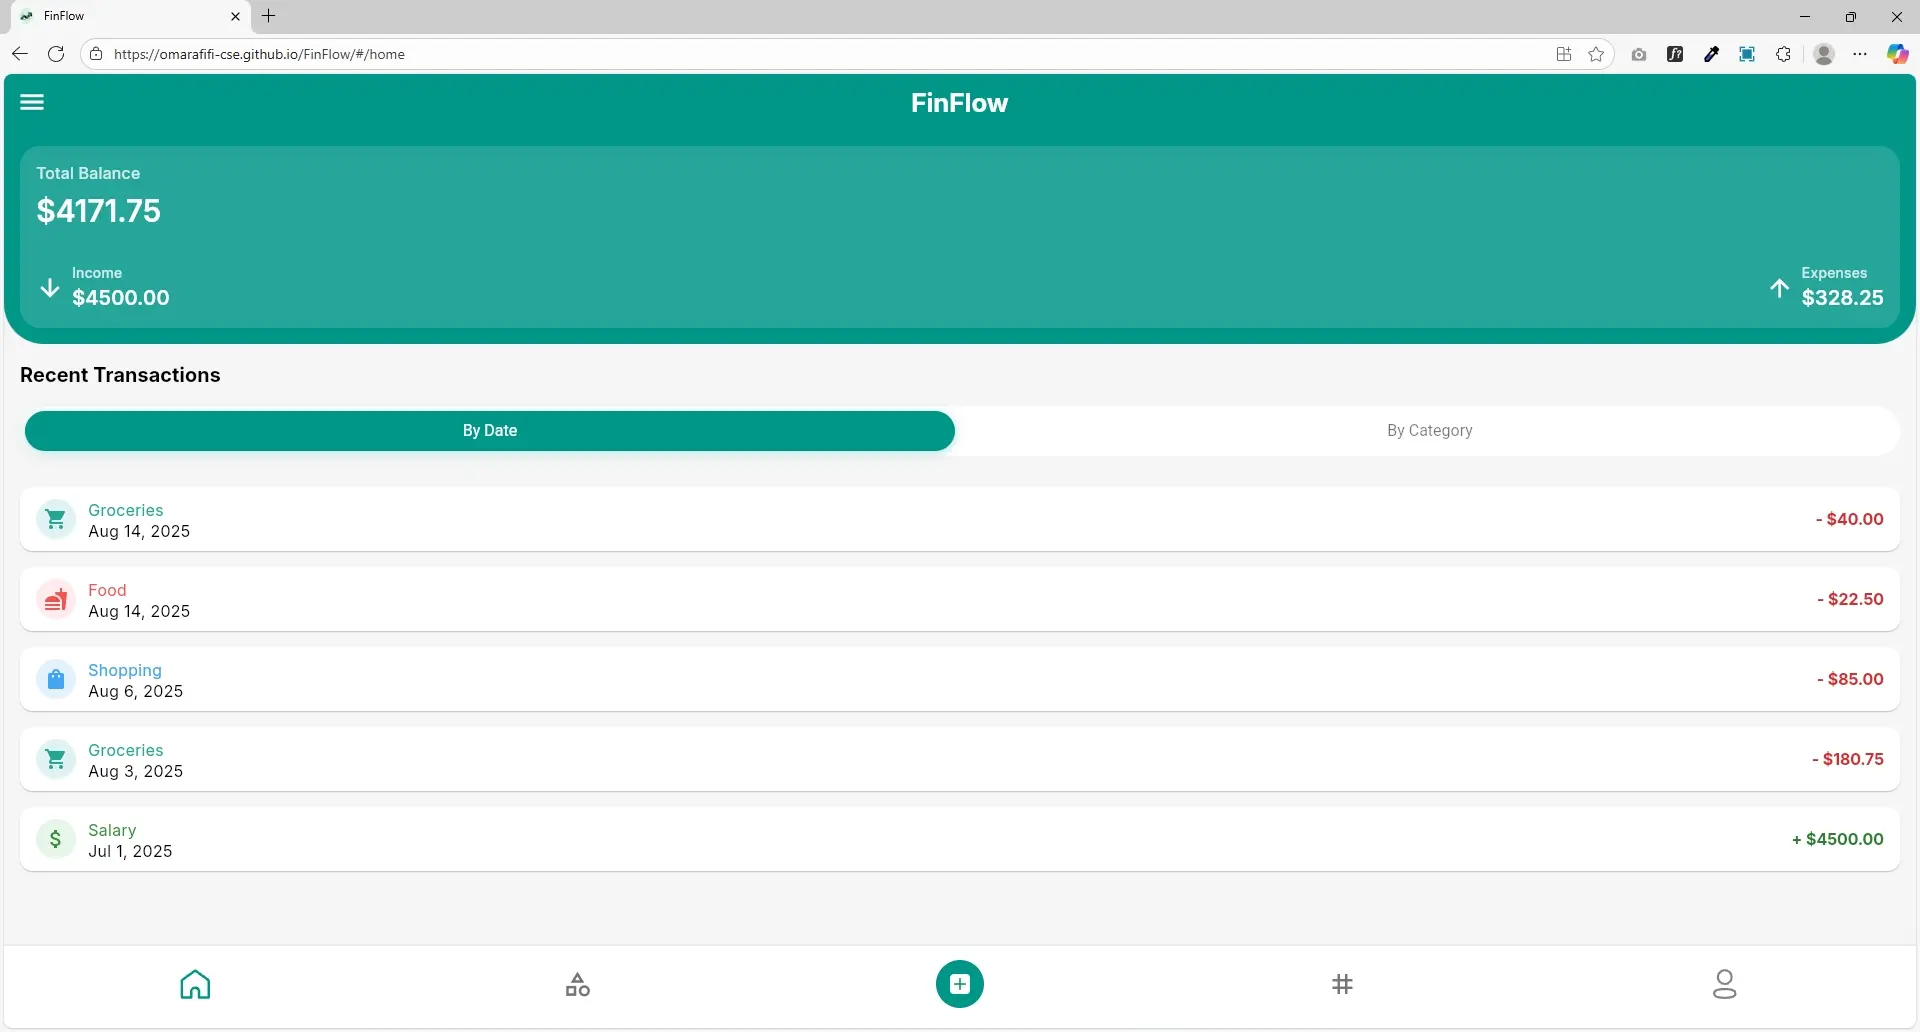 FinFlow
https://omarafifi-cse.github.io/FinFlow/#/home
FinFlow
Total Balance
$4171.75
Income
$4500.00
Expenses
$328.25
Recent Transactions
By Date
By Category
Groceries
Aug 14, 2025
- $40.00
Food
Aug 14, 2025
- $22.50
Shopping
Aug 6, 2025
- $85.00
Groceries
Aug 3, 2025
- $180.75
Salary
Jul 1, 2025
+ $4500.00